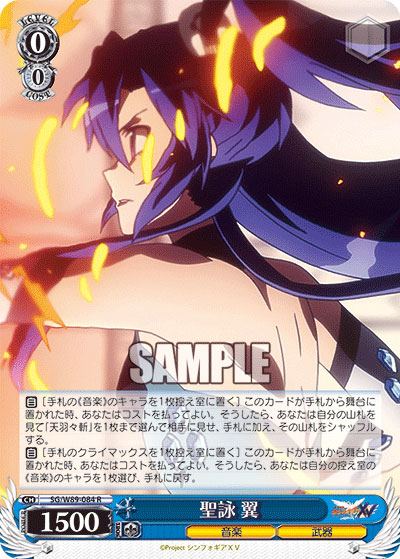 LEVEL
0
0
COST
SAMPLE
自 [手札の《音楽》のキャラを1枚控え室に置く] このカードが手札から舞台に
置かれた時、あなたはコストを払ってよい。そうしたら、あなたは自分の山札を
見て「天羽々斬」を1枚まで選んで相手に見せ、手札に加え、その山札をシャッフル
する。
自 [手札のクライマックスを1枚控え室に置く] このカードが手札から舞台に
置かれた時、あなたはコストを払ってよい。そうしたら、あなたは自分の控え室の
《音楽》のキャラを1枚選び、手札に戻す。
CH
SG/W89-084 R
1500
聖詠 翼
音楽
武器
©Project シンフォギアXV